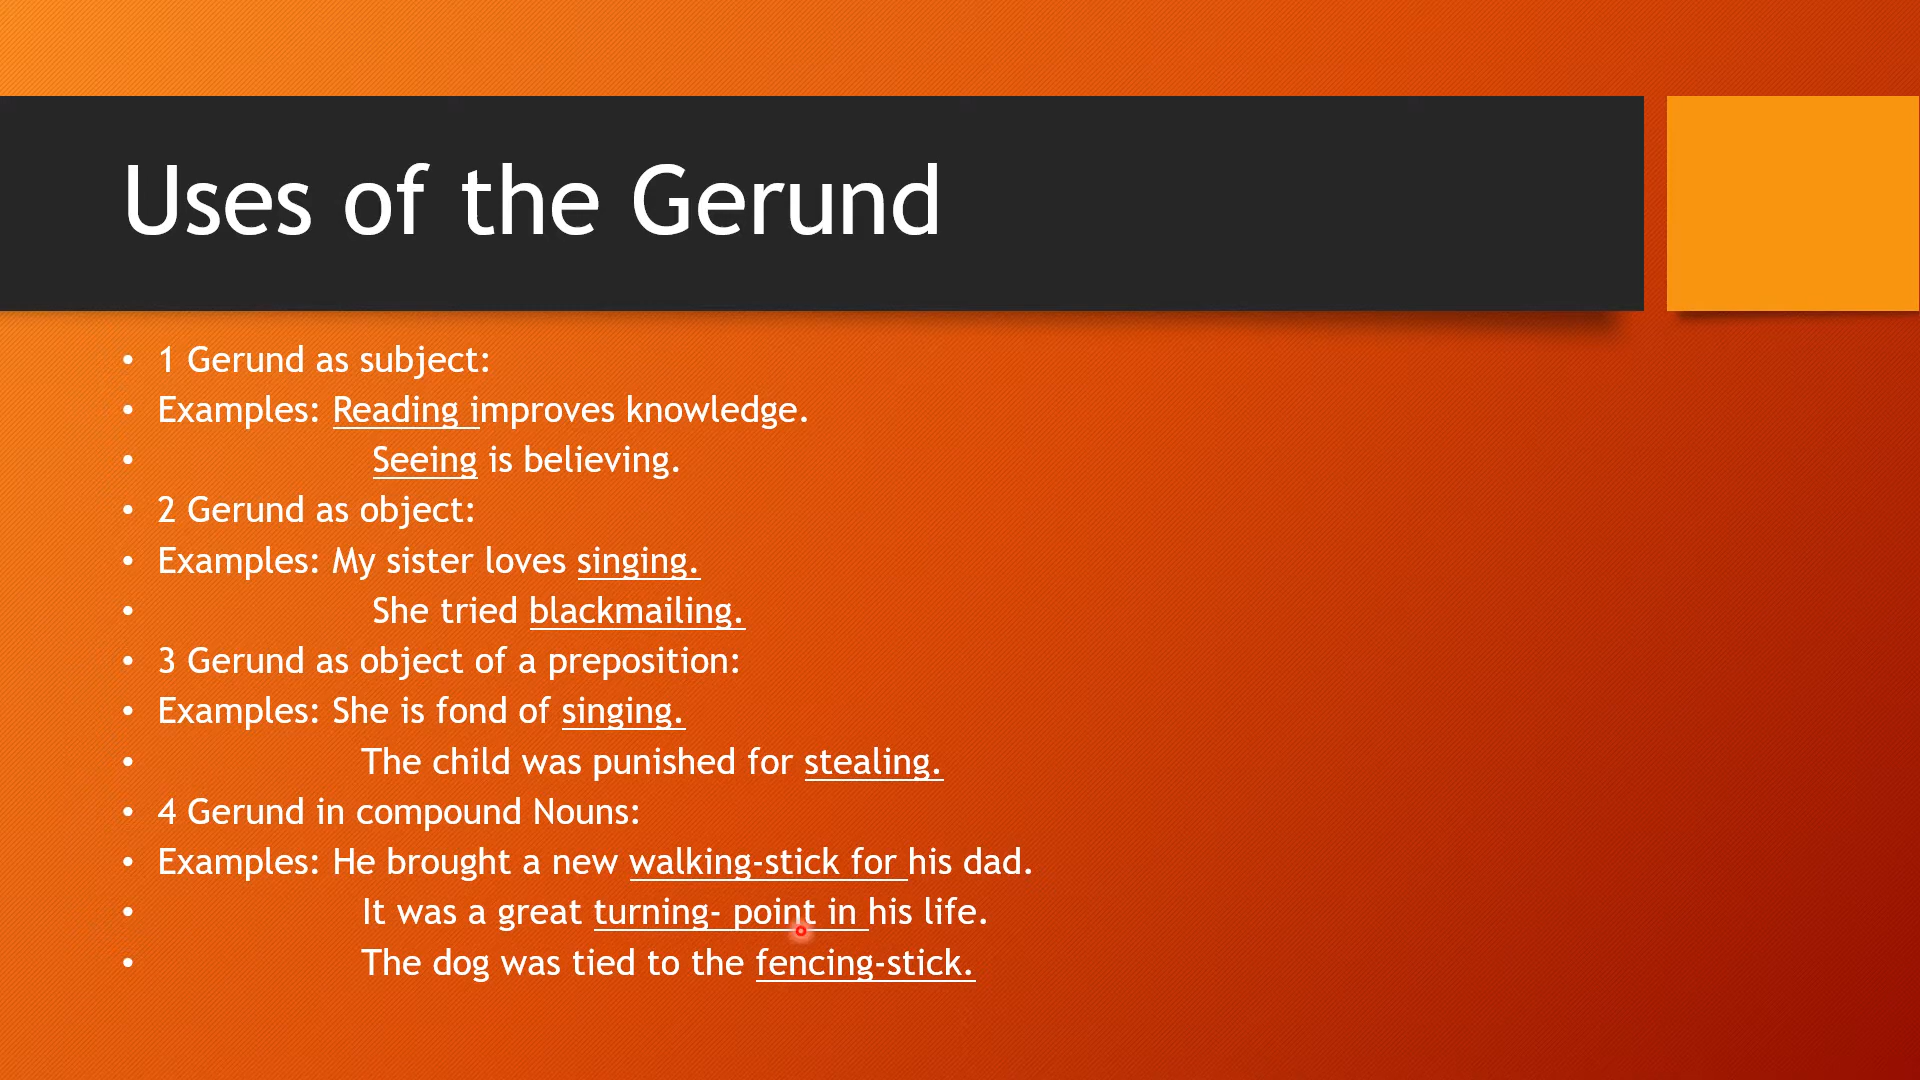 Uses of the Gerund
• 1 Gerund as subject:
• Examples: Reading improves knowledge.
• Seeing is believing.
• 2 Gerund as object:
• Examples: My sister loves singing.
• She tried blackmailing.
• 3 Gerund as object of a preposition:
• Examples: She is fond of singing.
• The child was punished for stealing.
• 4 Gerund in compound Nouns:
• Examples: He brought a new walking-stick for his dad.
• It was a great turning- point in his life.
• The dog was tied to the fencing-stick.